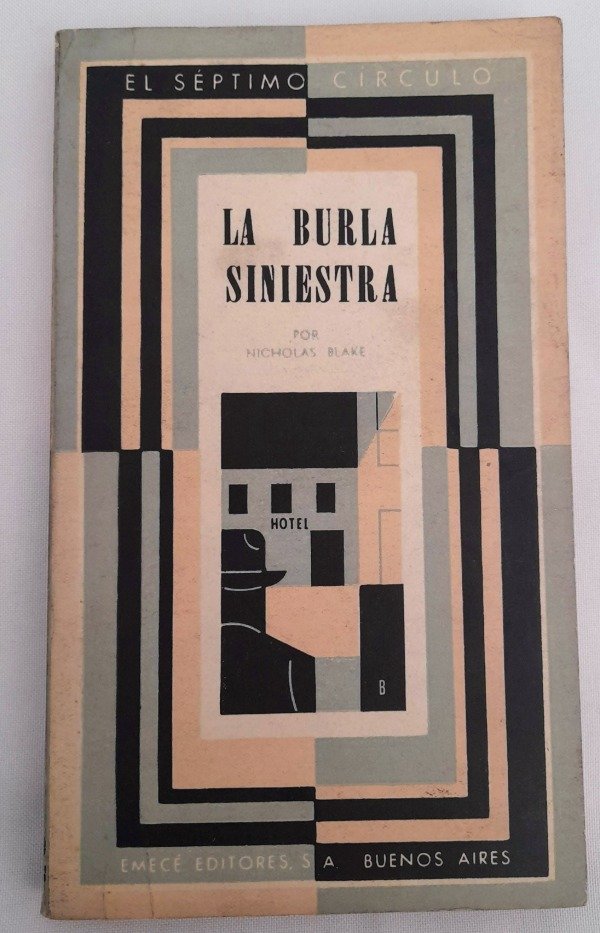 EL SÉPTIMO CÍRCULO
LA BURLA
SINIESTRA
POR
NICHOLAS BLAKE
HOTEL
B
EMECÉ EDITORES, S. A. BUENOS AIRES